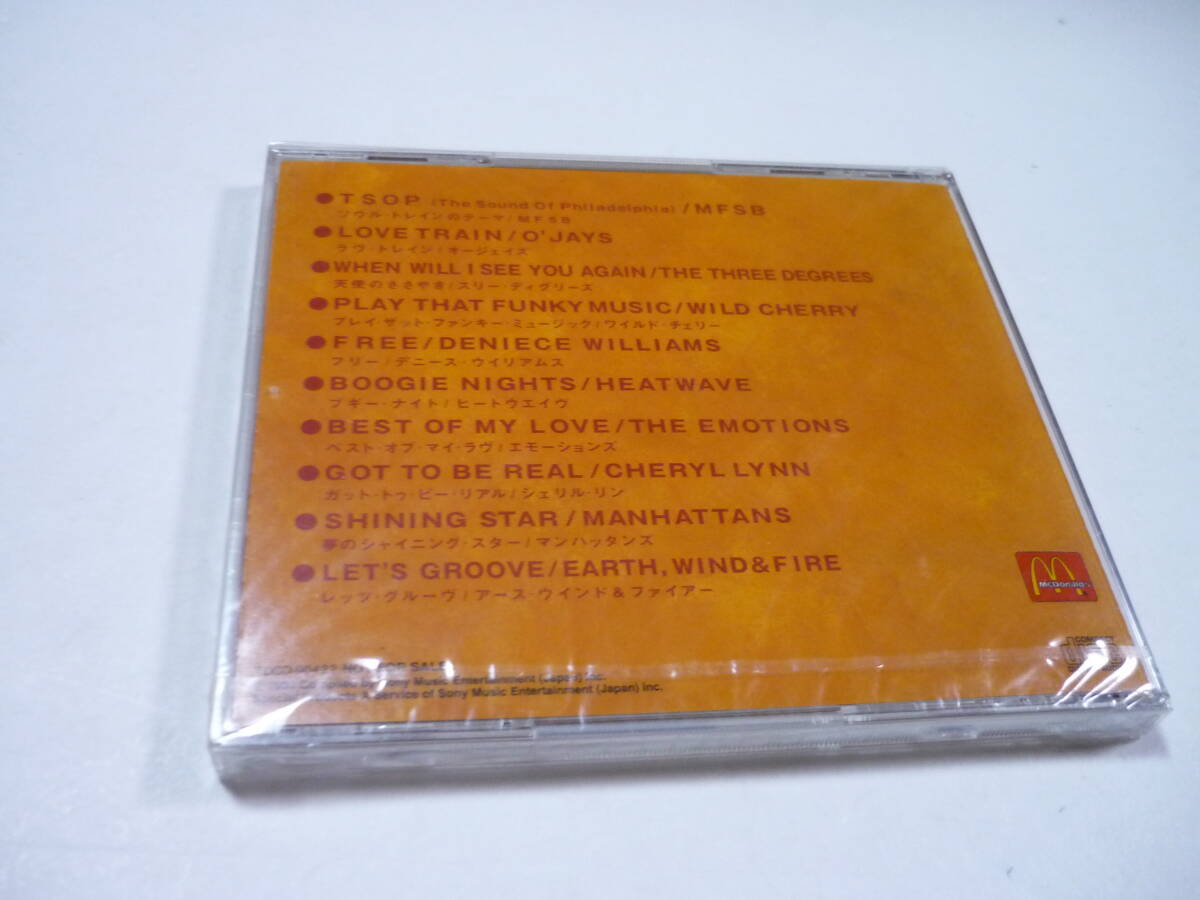 ●TSOP (The Sound Of Philadelphia) / MFSB
ソウル・トレインのテーマ/MFSB
●LOVE TRAIN/O'JAYS
ラヴ・トレイン/オージェイズ
●WHEN WILL I SEE YOU AGAIN/THE THREE DEGREES
天使のささやき/スリー・ディグリーズ
●PLAY THAT FUNKY MUSIC/WILD CHERRY
プレイ・ザット・ファンキー・ミュージック/ワイルド・チェリー
●FREE/DENIECE WILLIAMS
フリー/デニース・ウイリアムス
●BOOGIE NIGHTS/HEATWAVE
ブギー・ナイト/ヒートウエイヴ
●BEST OF MY LOVE/THE EMOTIONS
ベスト・オブ・マイ・ラヴ/エモーションズ
●GOT TO BE REAL/CHERYL LYNN
ガット・トゥ・ビー・リアル/シェリル・リン
●SHINING STAR/MANHATTANS
夢のシャイニング・スター/マンハッタンズ
●LET'S GROOVE/EARTH, WIND&FIRE
レッツ・グルーヴ/アース・ウインド&ファイアー
McDonald's
COMPACT
NOT FOR SALE
Sony Music Entertainment (Japan) Inc.
a service of Sony Music Entertainment (Japan) Inc.